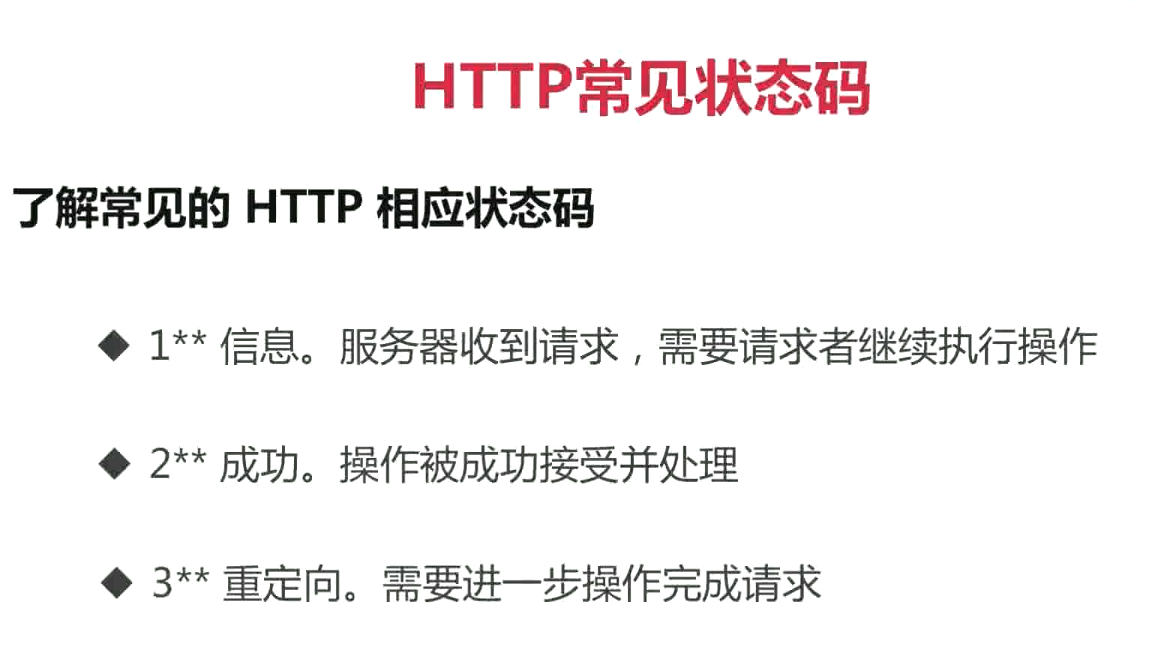 HTTP常见状态码
了解常见的 HTTP 相应状态码
◆ 1** 信息。服务器收到请求，需要请求者继续执行操作
◆ 2** 成功。操作被成功接受并处理
◆ 3** 重定向。需要进一步操作完成请求